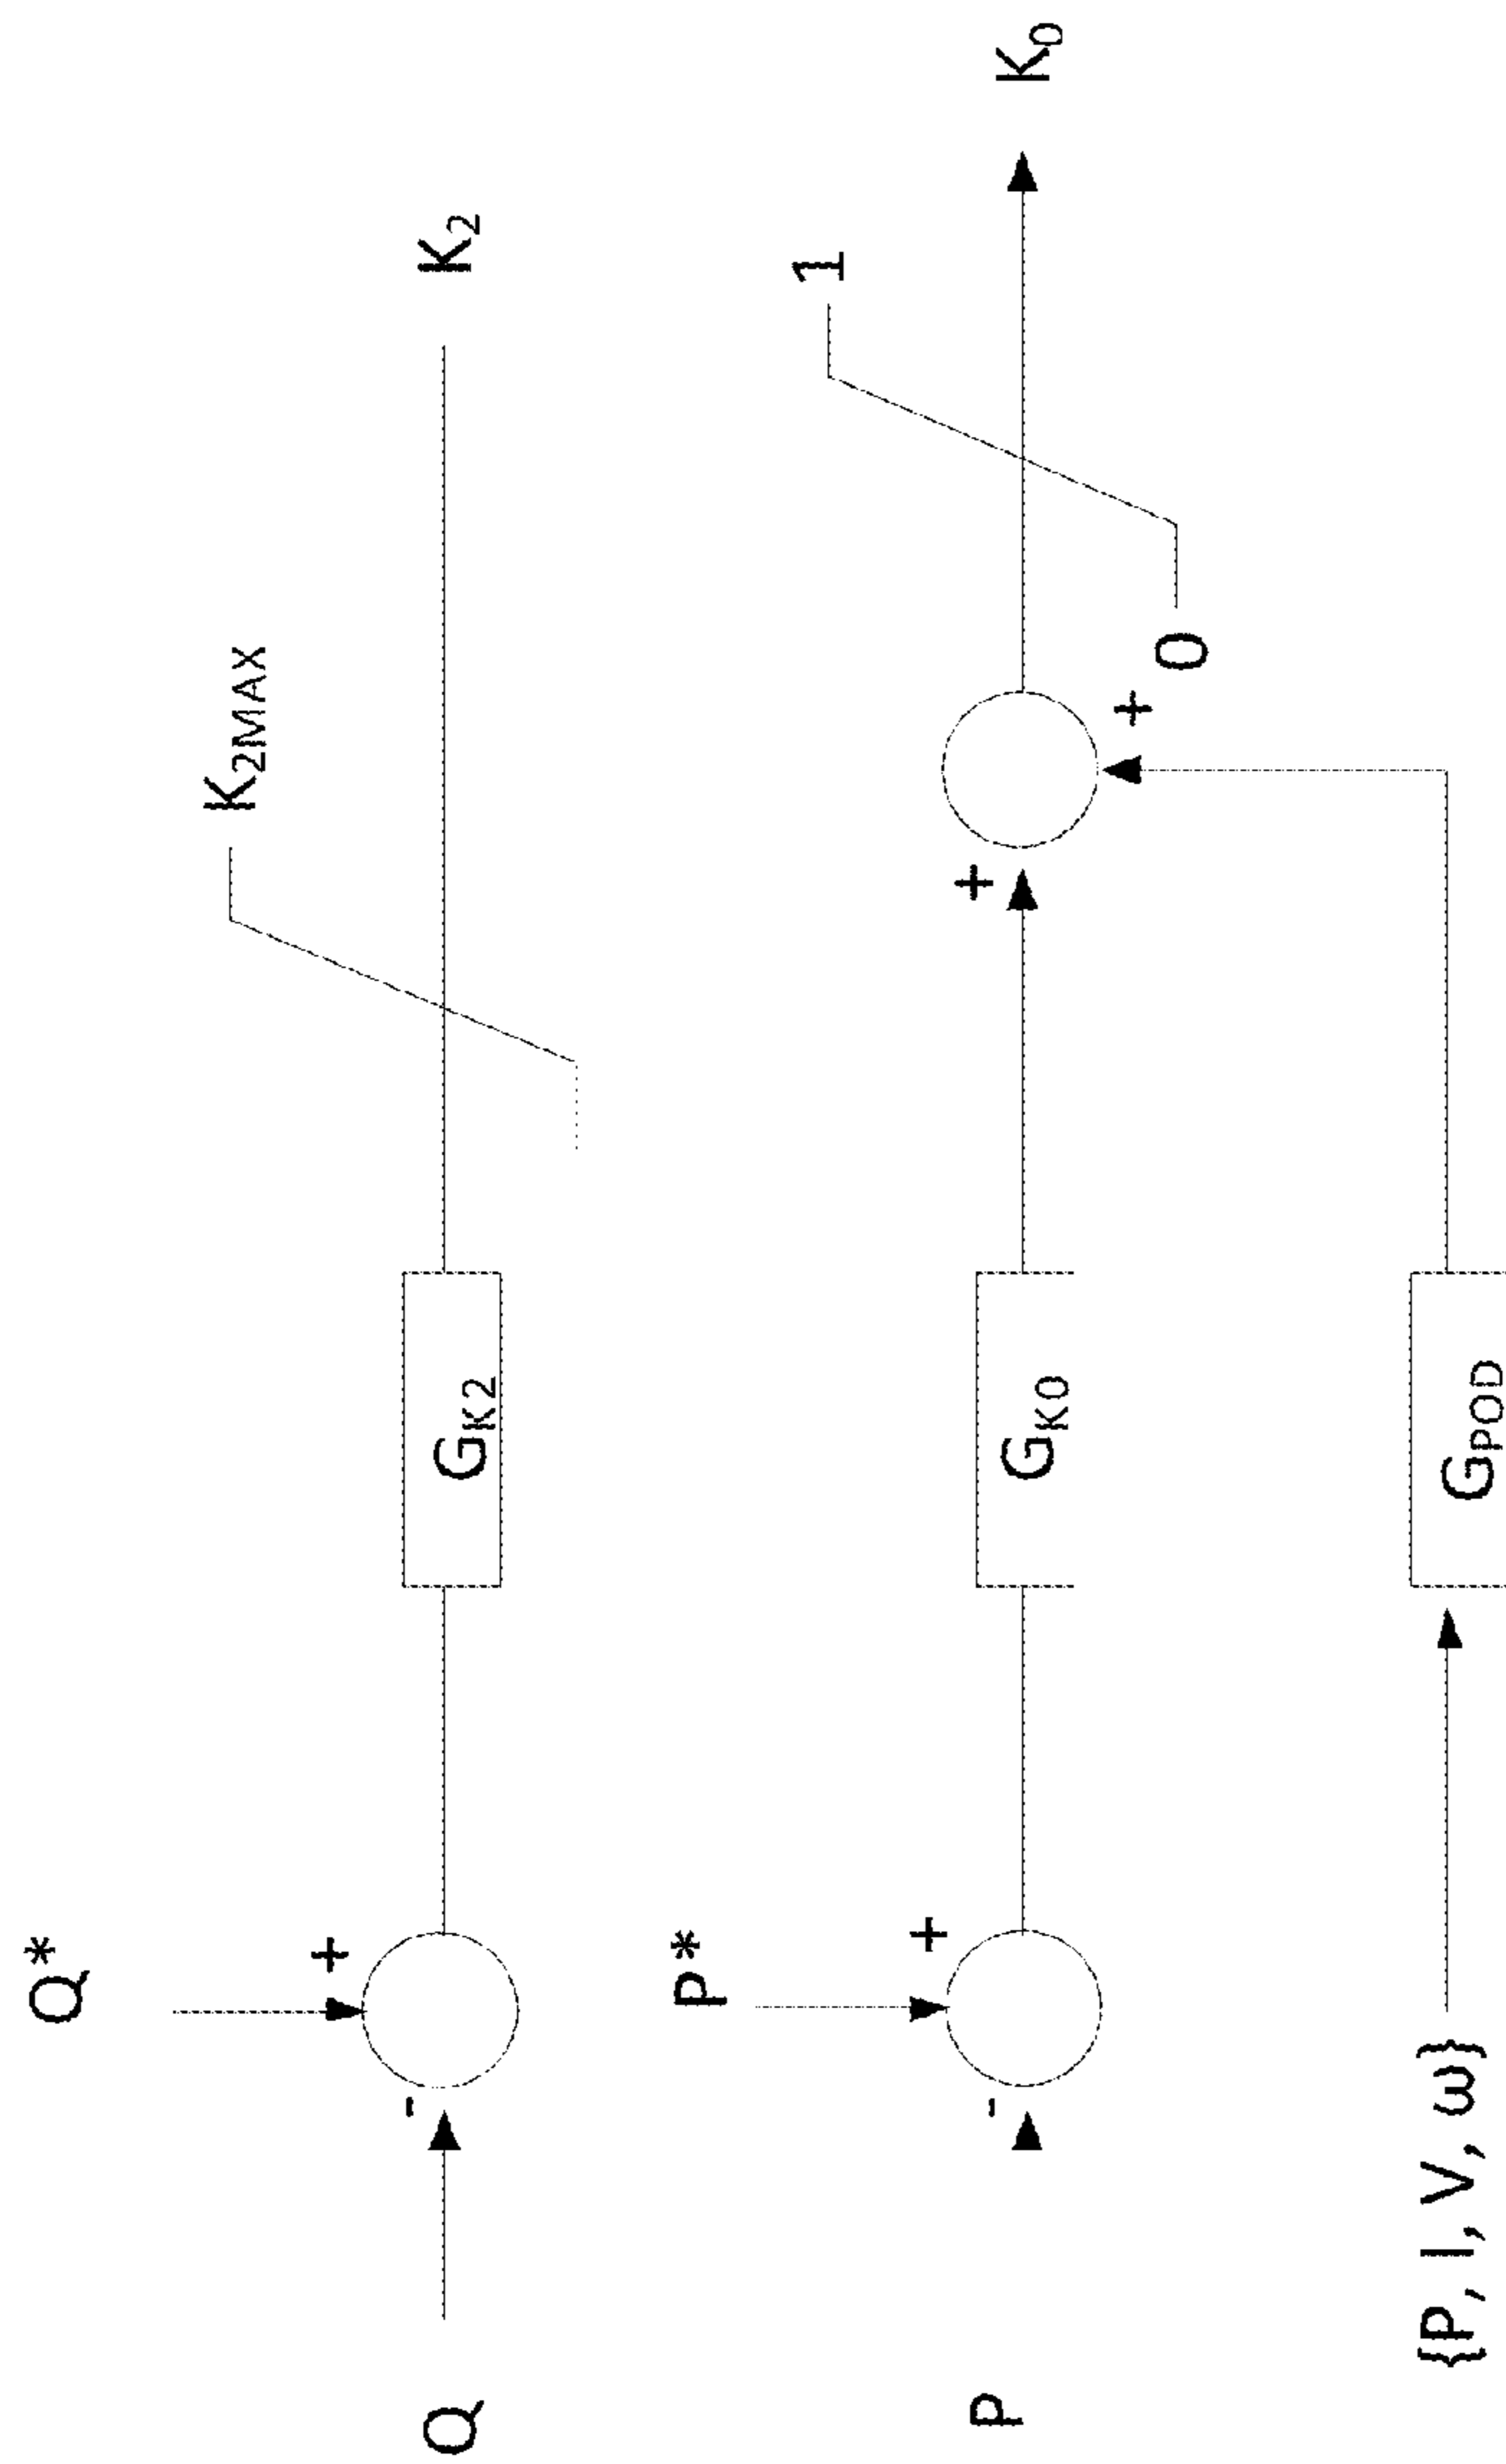 Q*
+
-
Q
G_K2
K_2MAX
K_2
P*
+
-
P
G_K0
+
+
1
0
K_0
{P, I, V, ω}
G_POD